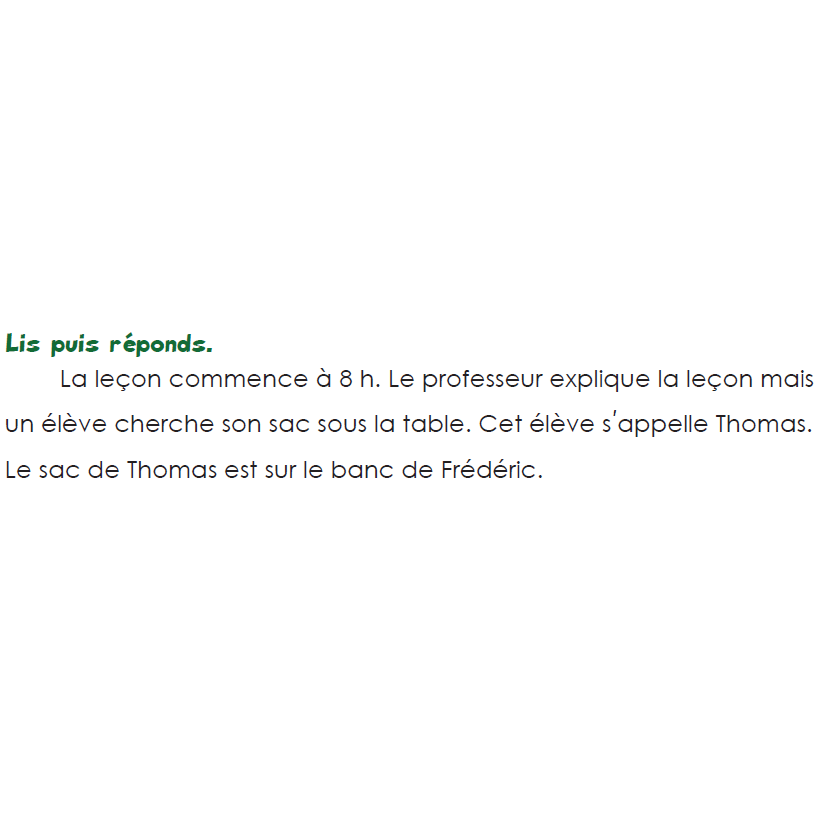 Lis puis réponds.
La leçon commence à 8 h. Le professeur explique la leçon mais
un élève cherche son sac sous la table. Cet élève s'appelle Thomas.
Le sac de Thomas est sur le banc de Frédéric.